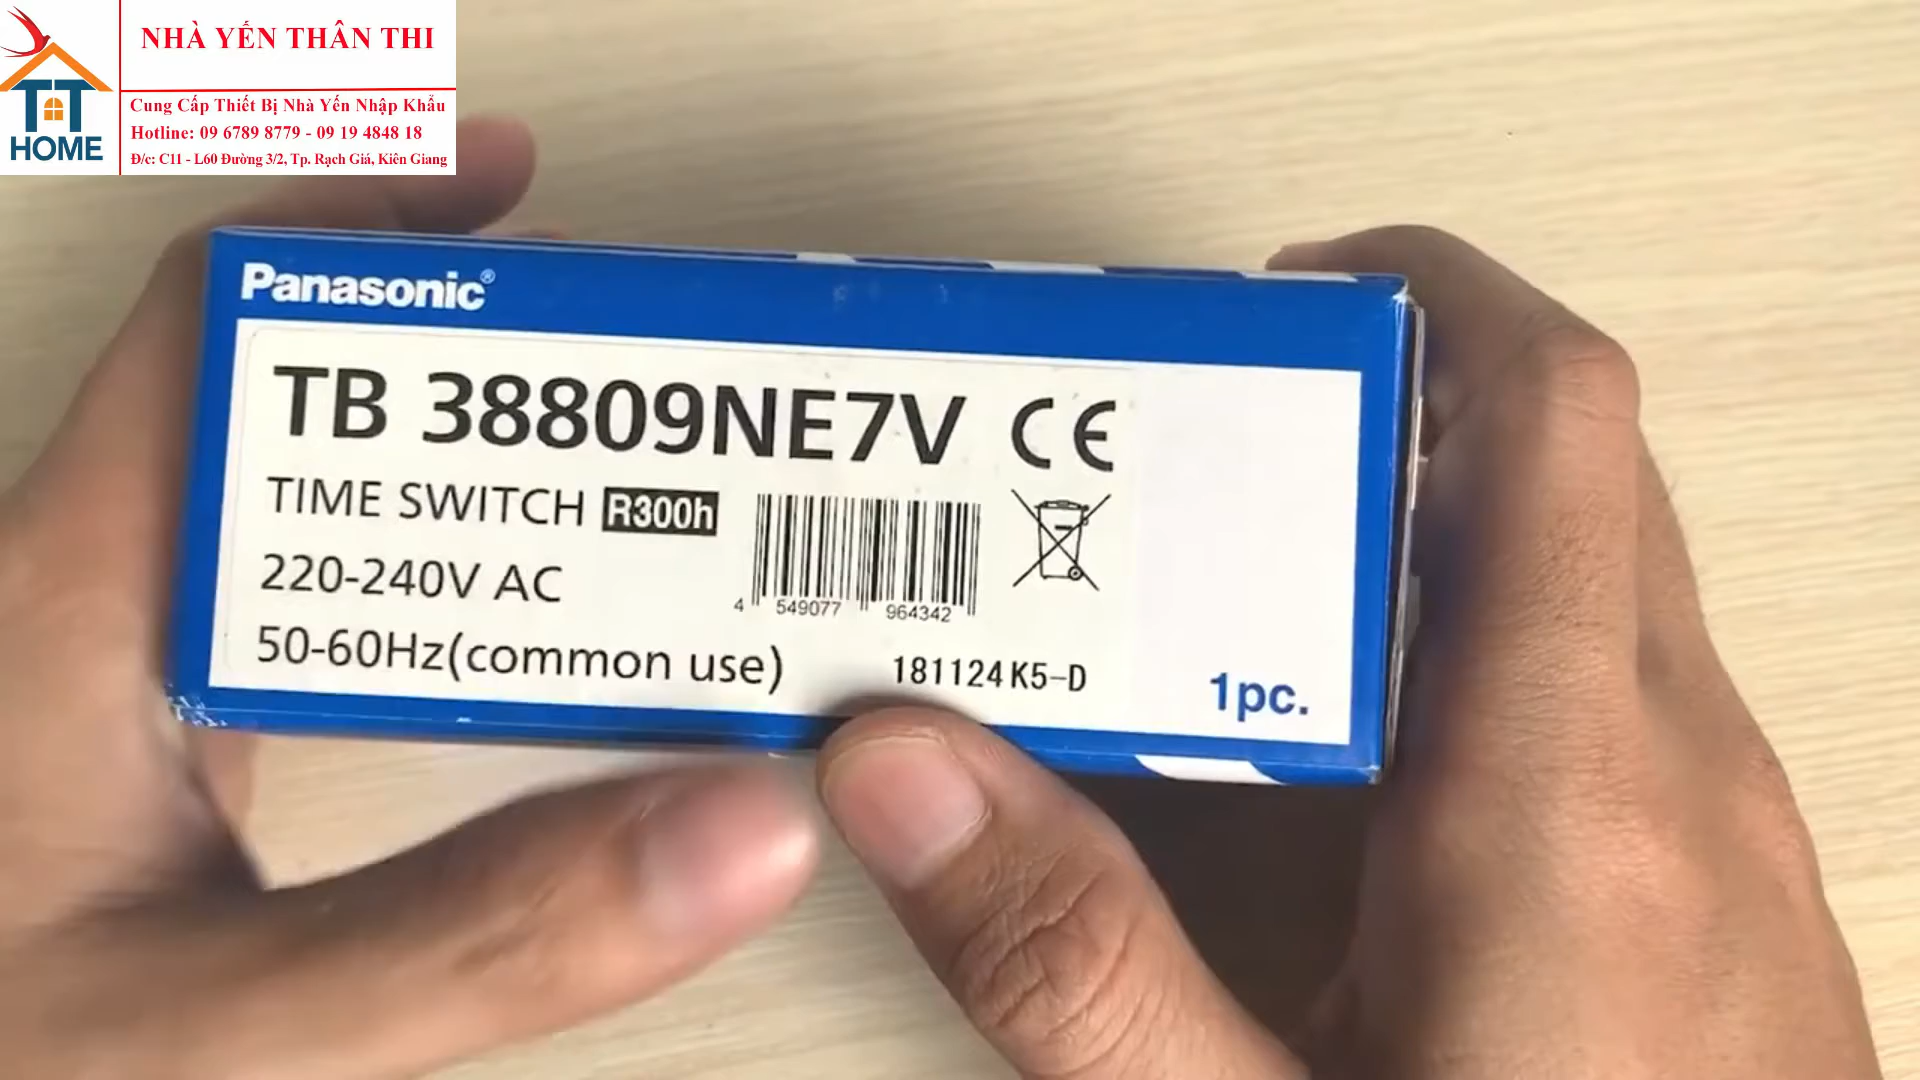 NHÀ YẾN THÂN THI
Cung Cấp Thiết Bị Nhà Yến Nhập Khẩu
Hotline: 09 6789 8779 - 09 19 4848 18
Đ/c: C11 - L60 Đường 3/2, Tp. Rạch Giá, Kiên Giang
TT
HOME
Panasonic®
TB 38809NE7V CE
TIME SWITCH R300h
220-240V AC
4 549077 964342
50-60Hz(common use)
181124 K5-D
1pc.